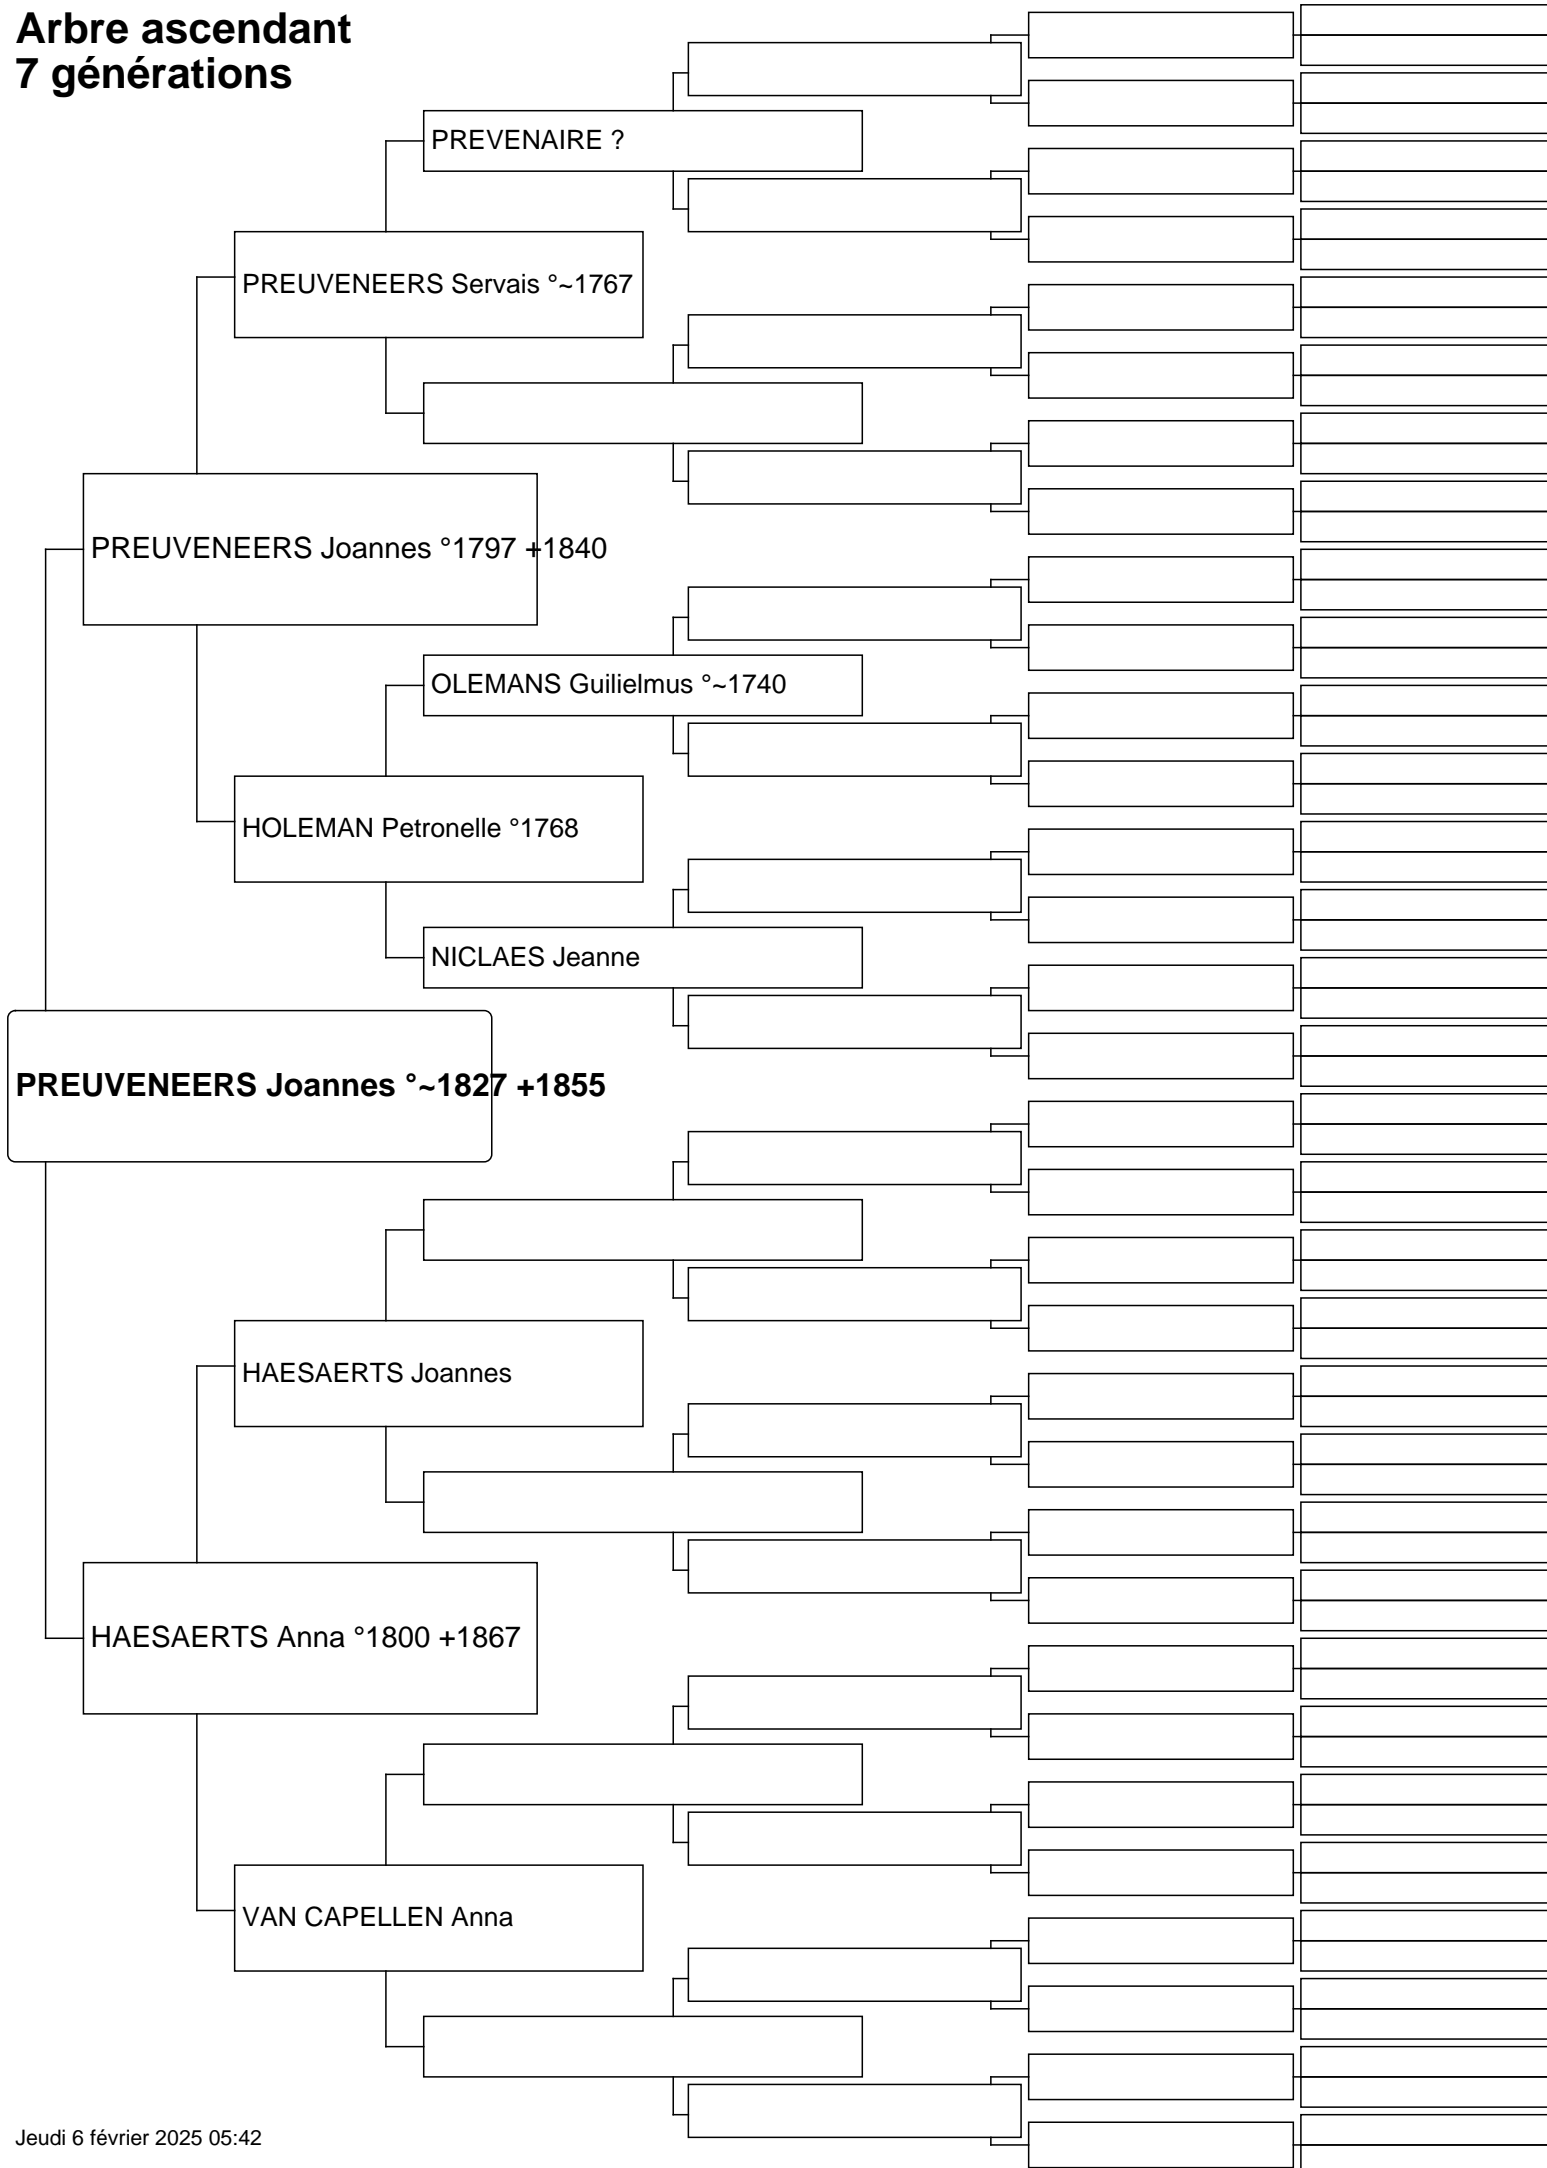 Arbre ascendant
7 générations
PREVENAIRE ?
PREUVENEERS Servais °~1767
PREUVENEERS Joannes °1797 +1840
OLEMANS Guilielmus °~1740
HOLEMAN Petronelle °1768
NICLAES Jeanne
PREUVENEERS Joannes °~1827 +1855
HAESAERTS Joannes
HAESAERTS Anna °1800 +1867
VAN CAPELLEN Anna
Jeudi 6 février 2025 05:42